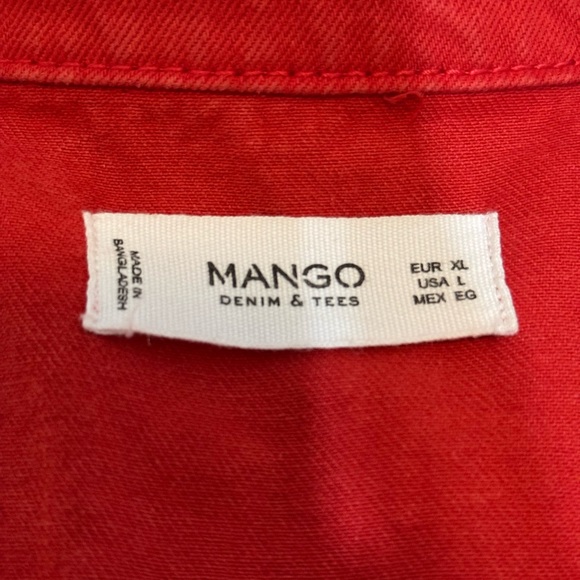 MADE IN
BANGLADESH
MANGO
DENIM & TEES
EUR XL
USA L
MEX EG